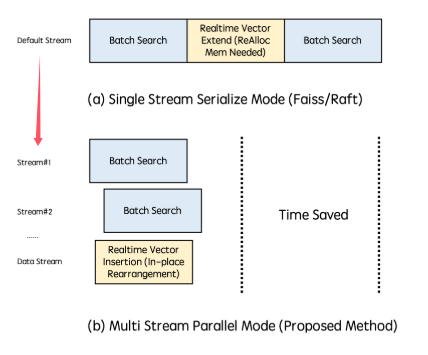 Default Stream
Batch Search
Realtime Vector
Extend (ReAlloc
Mem Needed)
Batch Search
(a) Single Stream Serialize Mode (Faiss/Raft)
Stream#1
Batch Search
Stream#2
Batch Search
Time Saved
......
Data Stream
Realtime Vector
Insertion (In-place
Rearrangement)
(b) Multi Stream Parallel Mode (Proposed Method)